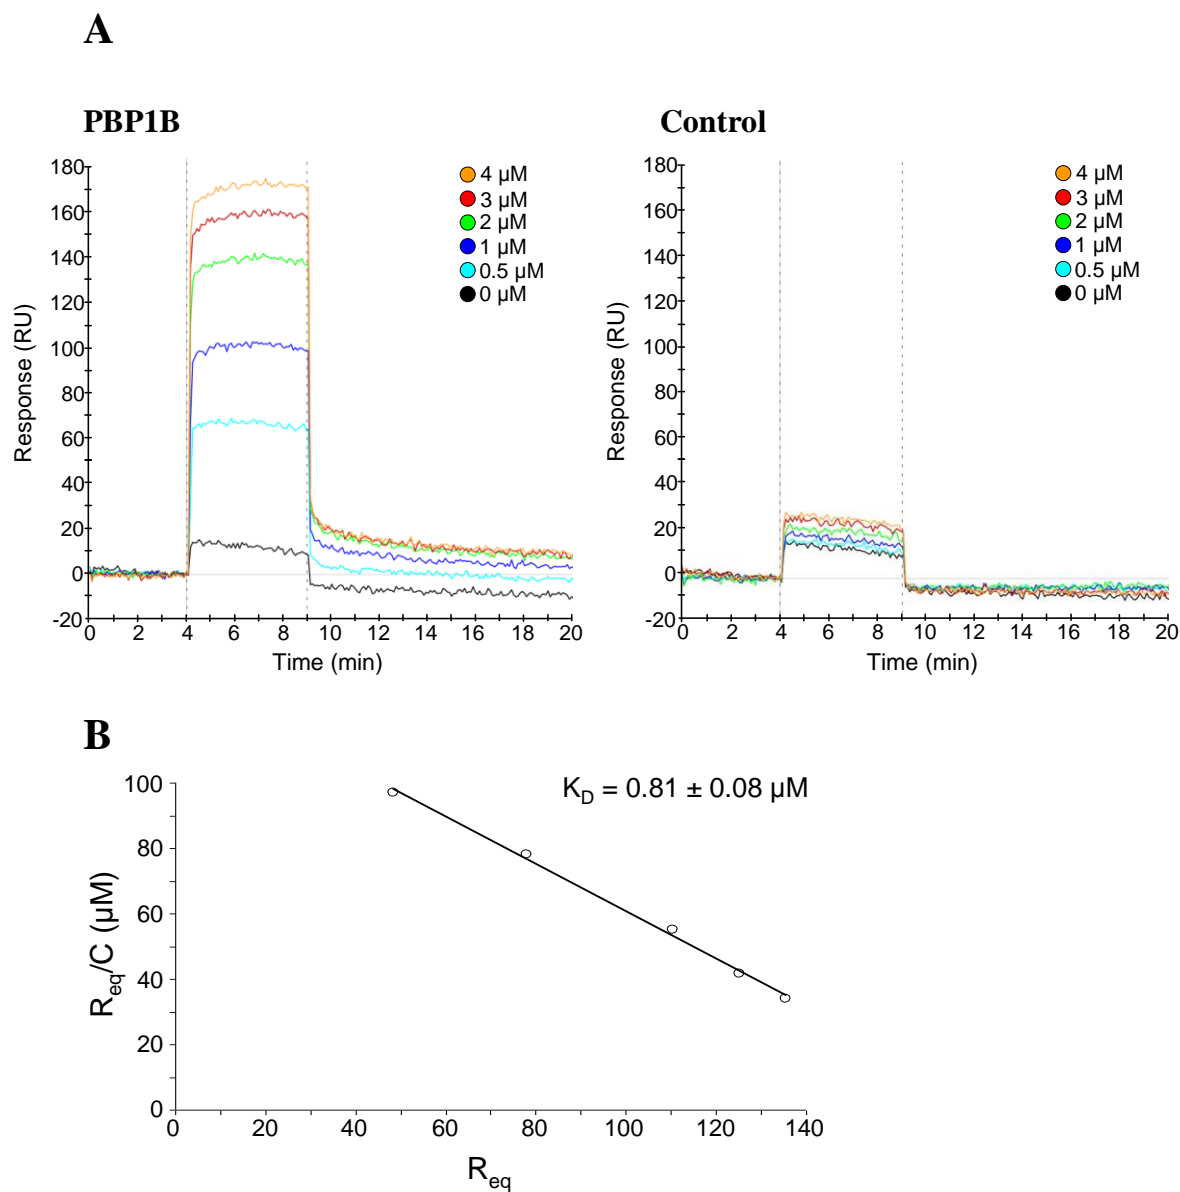 A
PBP1B
Control
180
160
140
120
100
80
60
40
20
0
-20
Response (RU)
4 µM
3 µM
2 µM
1 µM
0.5 µM
0 µM
0 2 4 6 8 10 12 14 16 18 20
Time (min)
180
160
140
120
100
80
60
40
20
0
-20
Response (RU)
4 µM
3 µM
2 µM
1 µM
0.5 µM
0 µM
0 2 4 6 8 10 12 14 16 18 20
Time (min)
B
K_D = 0.81 ± 0.08 µM
100
80
60
40
20
0
R_eq/C (µM)
0 20 40 60 80 100 120 140
R_eq